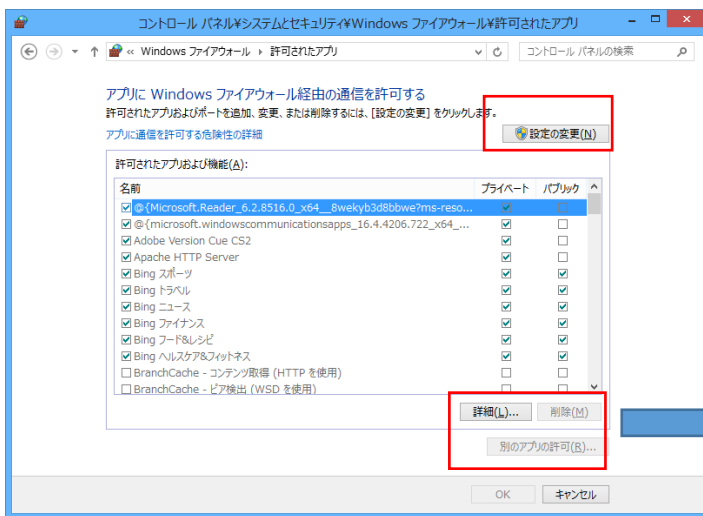 コントロール パネル¥システムとセキュリティ¥Windows ファイアウォール¥許可されたアプリ
« Windows ファイアウォール 許可されたアプリ
コントロール パネルの検索
アプリに Windows ファイアウォール経由の通信を許可する
許可されたアプリおよびポートを追加、変更、または削除するには、[設定の変更] をクリックします。
アプリに通信を許可する危険性の詳細
設定の変更(N)
許可されたアプリおよび機能(A):
名前 プライベート パブリック
@{Microsoft.Reader_6.2.8516.0_x64__8wekyb3d8bbwe?ms-reso...
@{microsoft.windowscommunicationsapps_16.4.4206.722_x64_...
Adobe Version Cue CS2
Apache HTTP Server
Bing スポーツ
Bing トラベル
Bing ニュース
Bing ファイナンス
Bing フード&レシピ
Bing ヘルスケア&フィットネス
BranchCache - コンテンツ取得 (HTTP を使用)
BranchCache - ピア検出 (WSD を使用)
詳細(L)... 削除(M)
別のアプリの許可(R)...
OK キャンセル